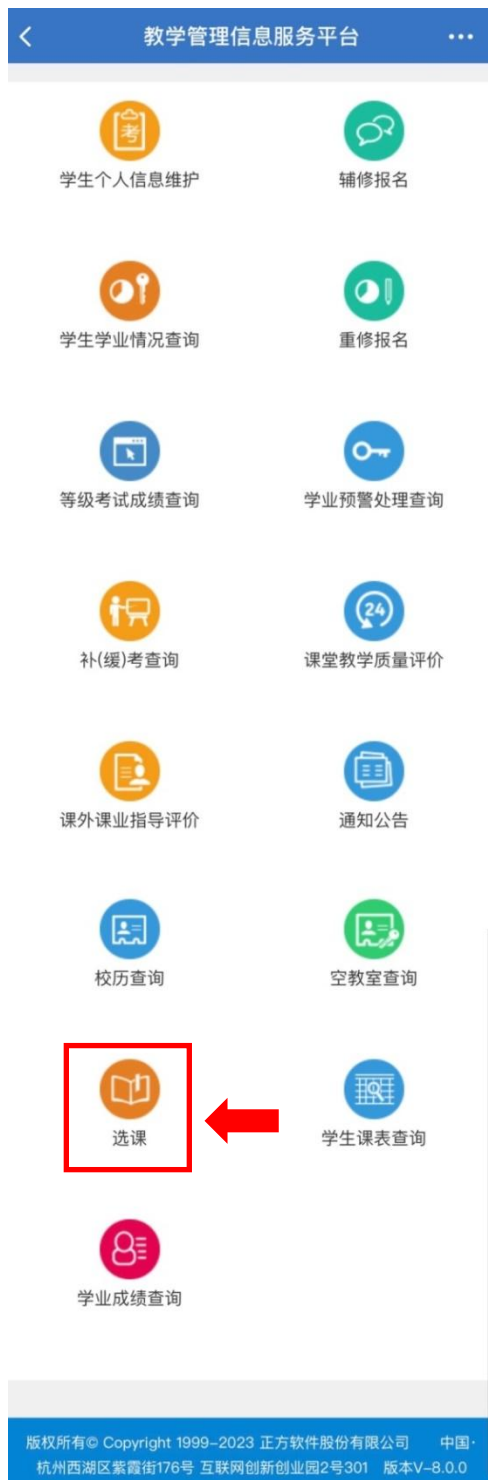 教学管理信息服务平台
考
学生个人信息维护
辅修报名
学生学业情况查询
重修报名
等级考试成绩查询
学业预警处理查询
24
补(缓)考查询
课堂教学质量评价
课外课业指导评价
通知公告
校历查询
空教室查询
选课
学生课表查询
学业成绩查询
版权所有© Copyright 1999-2023 正方软件股份有限公司 中国·
杭州西湖区紫霞街176号 互联网创新创业园2号301 版本V-8.0.0